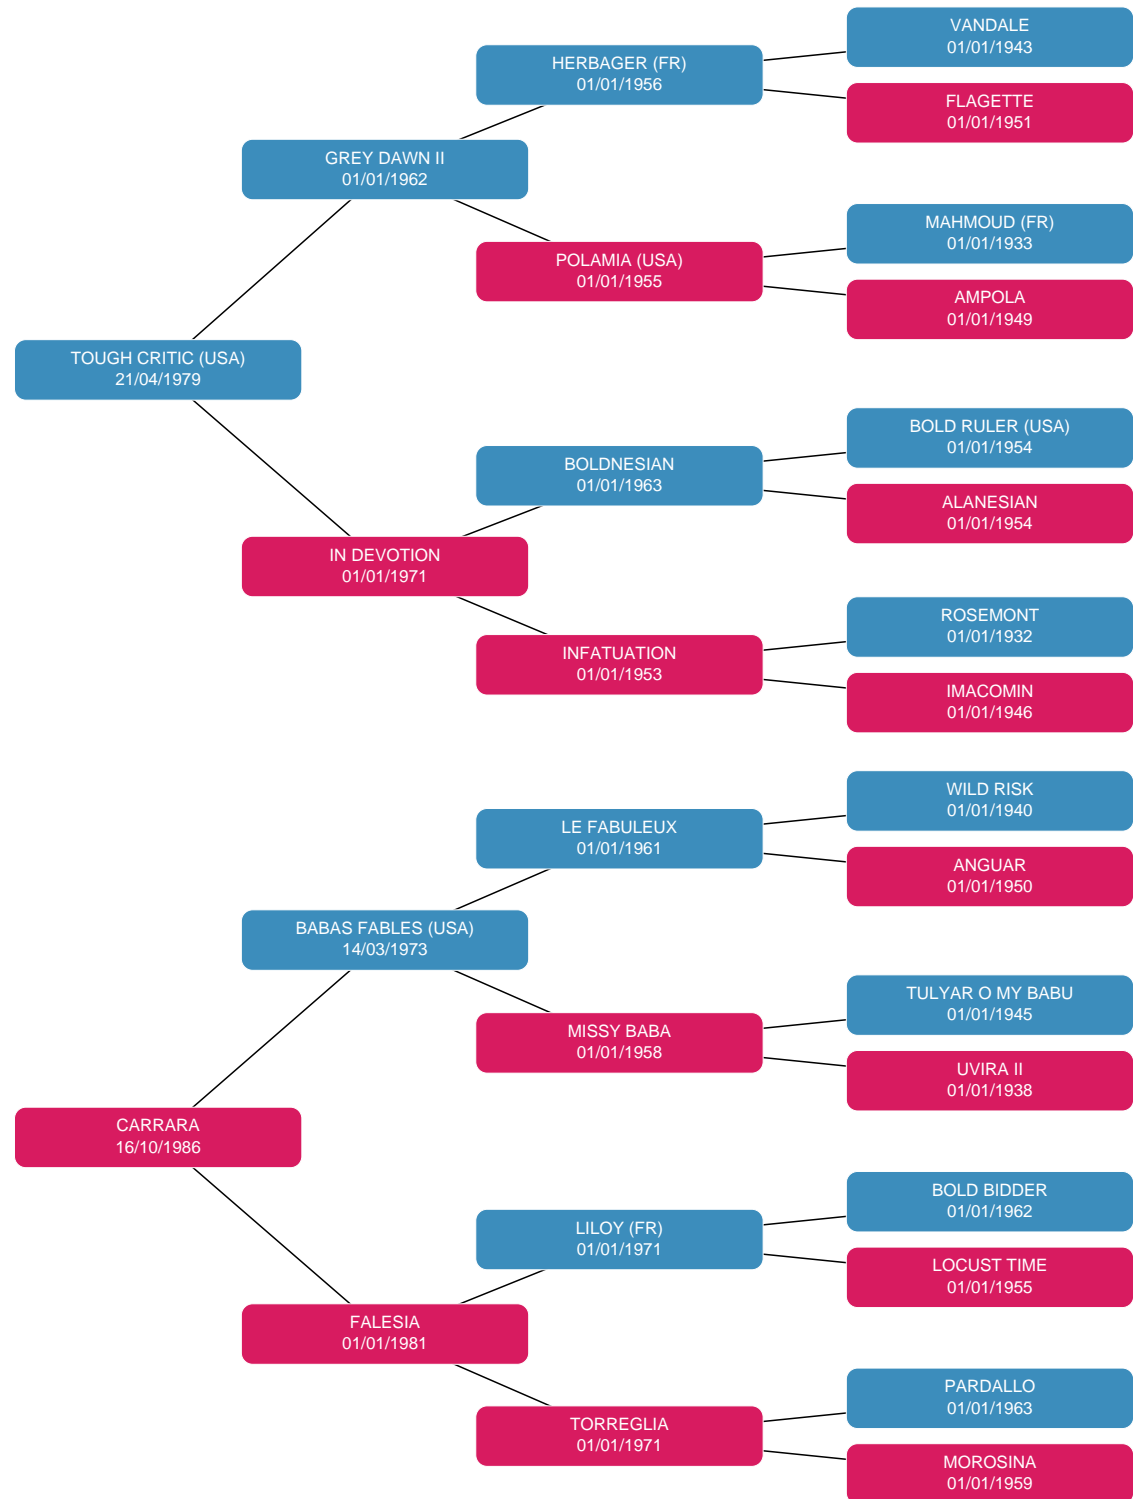 VANDALE
01/01/1943
HERBAGER (FR)
01/01/1956
FLAGETTE
01/01/1951
GREY DAWN II
01/01/1962
MAHMOUD (FR)
01/01/1933
POLAMIA (USA)
01/01/1955
AMPOLA
01/01/1949
TOUGH CRITIC (USA)
21/04/1979
BOLD RULER (USA)
01/01/1954
BOLDNESIAN
01/01/1963
ALANESIAN
01/01/1954
IN DEVOTION
01/01/1971
ROSEMONT
01/01/1932
INFATUATION
01/01/1953
IMACOMIN
01/01/1946
WILD RISK
01/01/1940
LE FABULEUX
01/01/1961
ANGUAR
01/01/1950
BABAS FABLES (USA)
14/03/1973
TULYAR O MY BABU
01/01/1945
MISSY BABA
01/01/1958
UVIRA II
01/01/1938
CARRARA
16/10/1986
BOLD BIDDER
01/01/1962
LILOY (FR)
01/01/1971
LOCUST TIME
01/01/1955
FALESIA
01/01/1981
PARDALLO
01/01/1963
TORREGLIA
01/01/1971
MOROSINA
01/01/1959